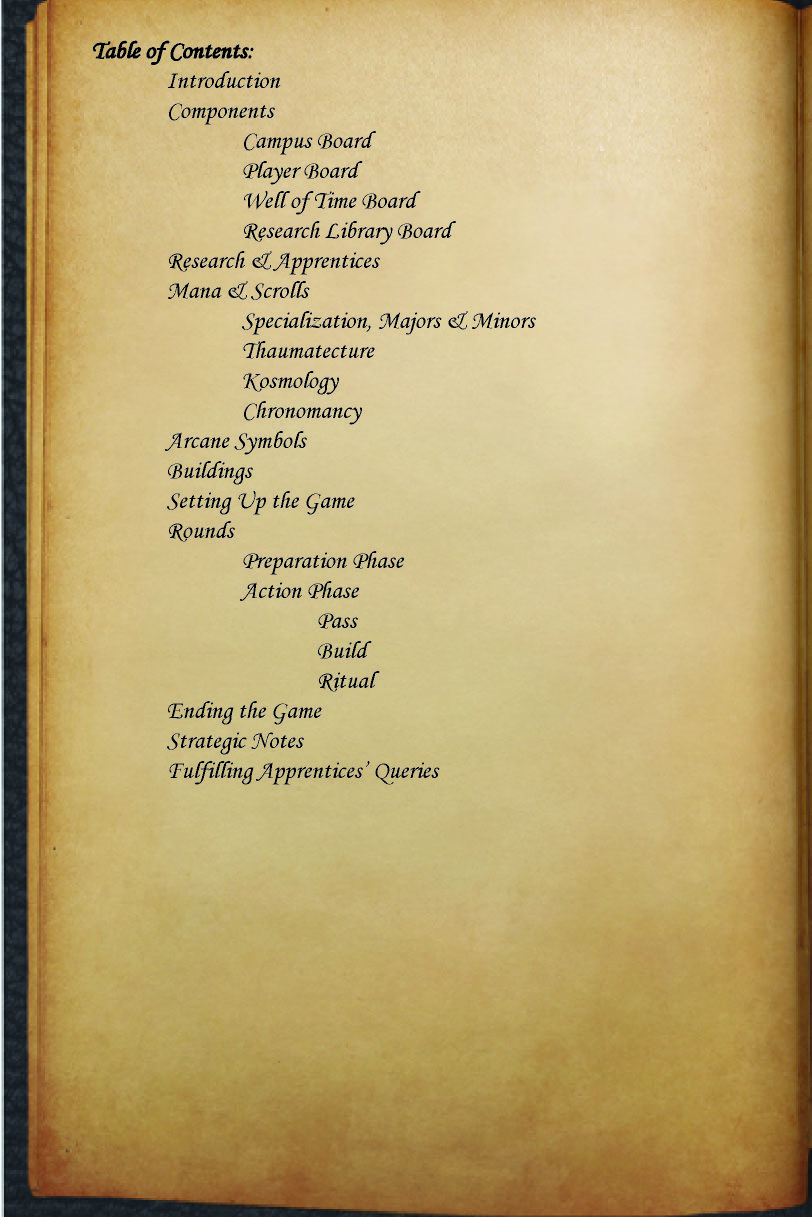 Table of Contents:
Introduction
Components
Campus Board
Player Board
Well of Time Board
Research Library Board
Research & Apprentices
Mana & Scrolls
Specialization, Majors & Minors
Thaumatecture
Kosmology
Chronomancy
Arcane Symbols
Buildings
Setting Up the Game
Rounds
Preparation Phase
Action Phase
Pass
Build
Ritual
Ending the Game
Strategic Notes
Fulfilling Apprentices’ Queries